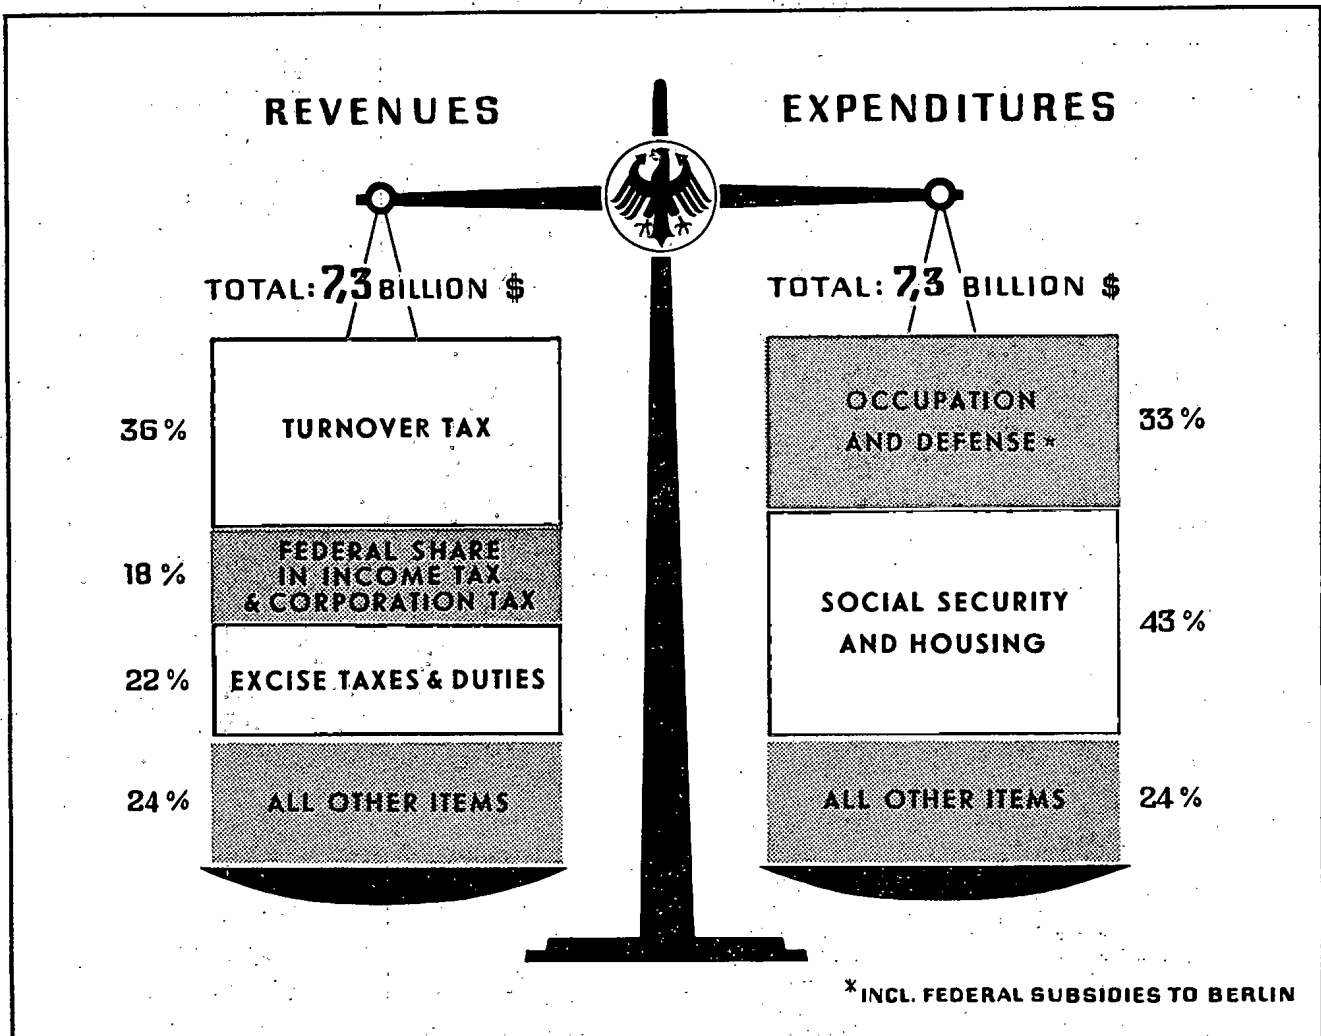 REVENUES
EXPENDITURES
TOTAL: 7,3 BILLION $
TOTAL: 7,3 BILLION $
36%
TURNOVER TAX
18%
FEDERAL SHARE
IN INCOME TAX
& CORPORATION TAX
22%
EXCISE TAXES & DUTIES
24%
ALL OTHER ITEMS
OCCUPATION
AND DEFENSE*
33%
SOCIAL SECURITY
AND HOUSING
43%
ALL OTHER ITEMS
24%
*INCL. FEDERAL SUBSIDIES TO BERLIN